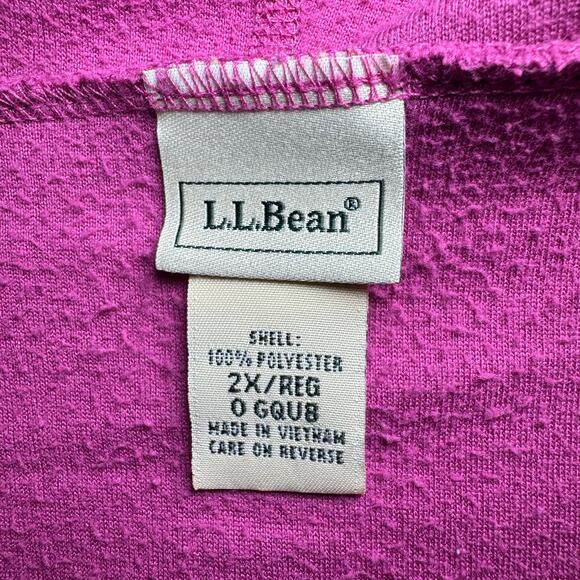 L.L.Bean®
SHELL:
100% POLYESTER
2X/REG
0 GQU8
MADE IN VIETNAM
CARE ON REVERSE